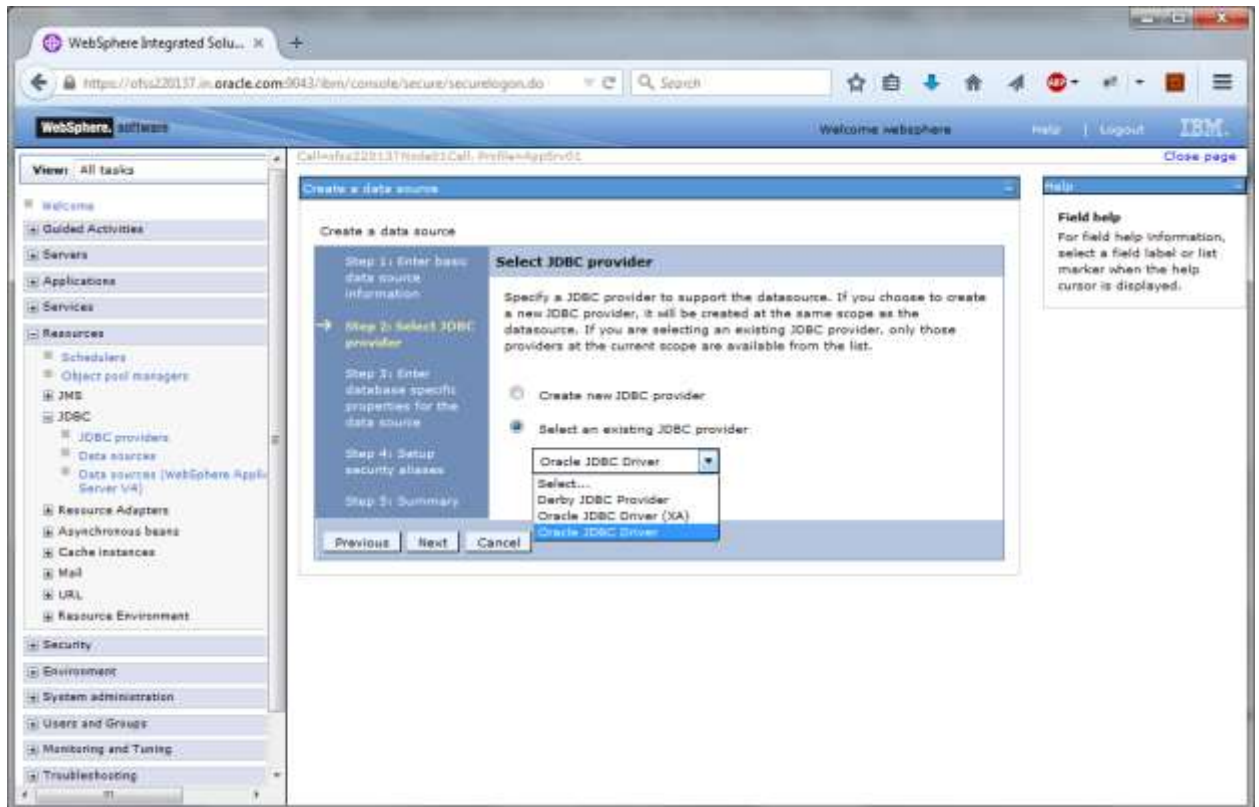 WebSphere Integrated Solu...
https://ofss220137.in.oracle.com:9043/ibm/console/secure/securelogon.do
Search
WebSphere. software
Welcome websphere
Help | Logout
IBM.
Cell=ofss220137Node01Cell, Profile=AppSrv01
Close page
View: All tasks
Welcome
Guided Activities
Servers
Applications
Services
Resources
Schedulers
Object pool managers
JMS
JDBC
JDBC providers
Data sources
Data sources (WebSphere Appli
Server V4)
Resource Adapters
Asynchronous beans
Cache instances
Mail
URL
Resource Environment
Security
Environment
System administration
Users and Groups
Monitoring and Tuning
Troubleshooting
Create a data source
Create a data source
Step 1: Enter basic
data source
information
Step 2: Select JDBC
provider
Step 3: Enter
database specific
properties for the
data source
Step 4: Setup
security aliases
Step 5: Summary
Select JDBC provider
Specify a JDBC provider to support the datasource. If you choose to create
a new JDBC provider, it will be created at the same scope as the
datasource. If you are selecting an existing JDBC provider, only those
providers at the current scope are available from the list.
Create new JDBC provider
Select an existing JDBC provider
Oracle JDBC Driver
Select...
Derby JDBC Provider
Oracle JDBC Driver (XA)
Oracle JDBC Driver
Previous
Next
Cancel
Help
Field help
For field help information,
select a field label or list
marker when the help
cursor is displayed.